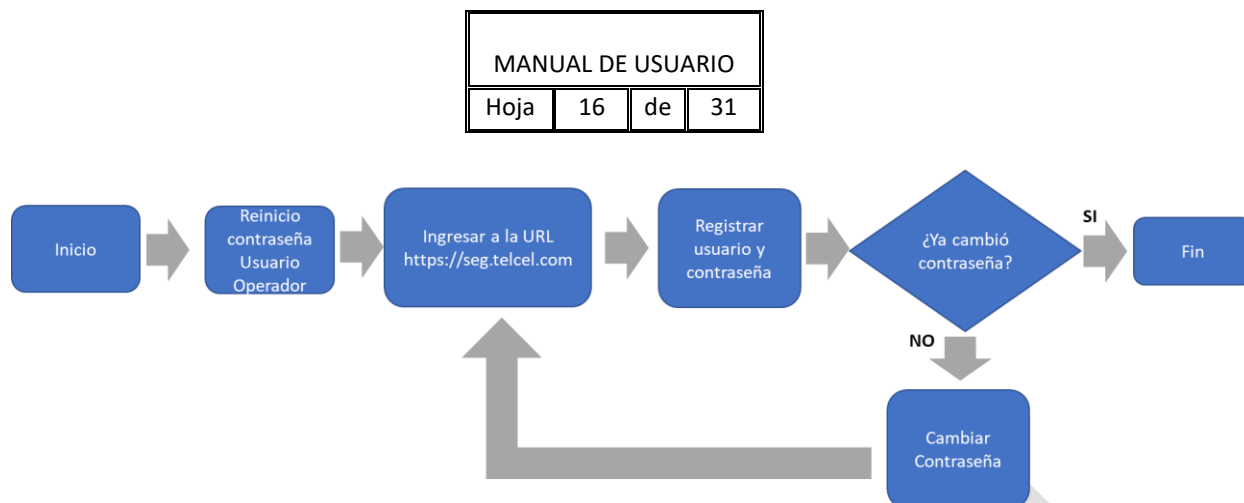 MANUAL DE USUARIO
Hoja 16 de 31
Inicio
Reinicio
contraseña
Usuario
Operador
Ingresar a la URL
https://seg.telcel.com
Registrar
usuario y
contraseña
¿Ya cambió
contraseña?
SI
Fin
NO
Cambiar
Contraseña